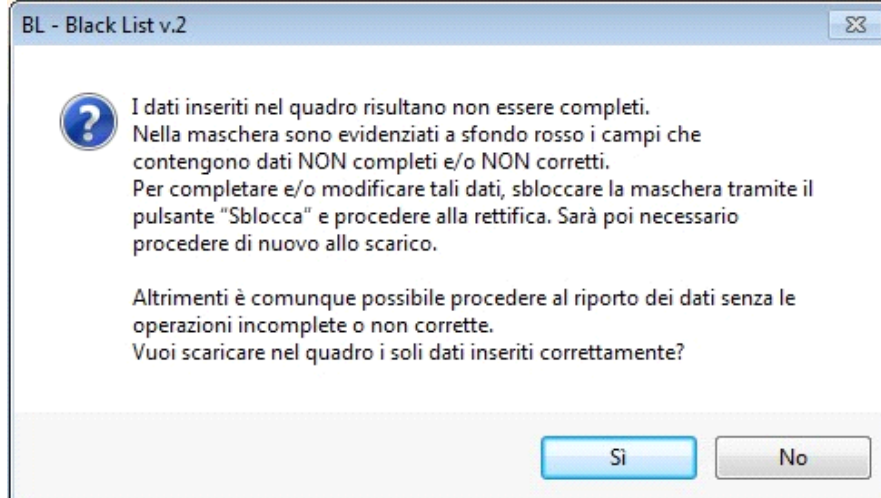 BL - Black List v.2
I dati inseriti nel quadro risultano non essere completi.
Nella maschera sono evidenziati a sfondo rosso i campi che
contengono dati NON completi e/o NON corretti.
Per completare e/o modificare tali dati, sbloccare la maschera tramite il
pulsante “Sblocca” e procedere alla rettifica. Sarà poi necessario
procedere di nuovo allo scarico.
Altrimenti è comunque possibile procedere al riporto dei dati senza le
operazioni incomplete o non corrette.
Vuoi scaricare nel quadro i soli dati inseriti correttamente?
Sì
No